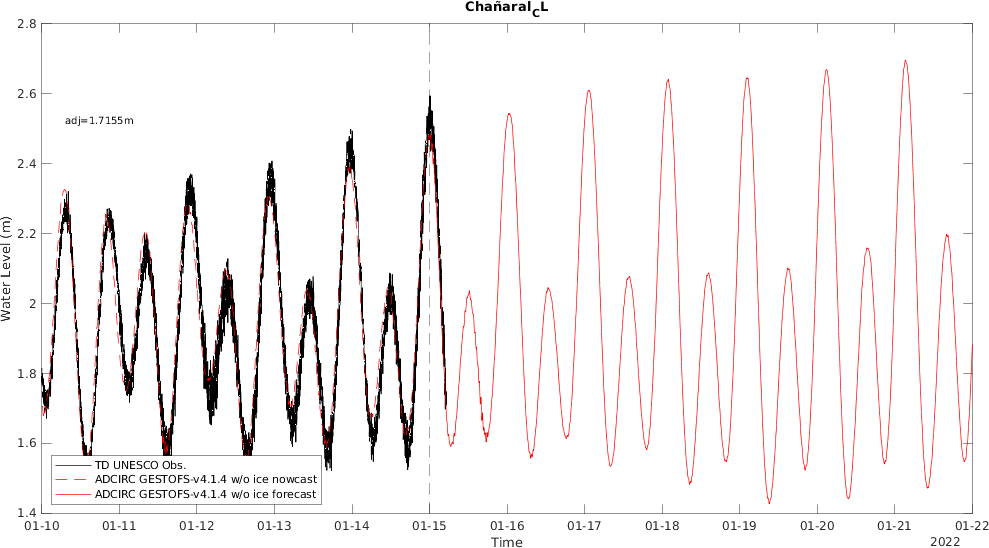 Chañaral_CL
adj=1.7155m
Water Level (m)
2.8
2.6
2.4
2.2
2
1.8
1.6
1.4
TD UNESCO Obs.
ADCIRC GESTOFS-v4.1.4 w/o ice nowcast
ADCIRC GESTOFS-v4.1.4 w/o ice forecast
01-10 01-11 01-12 01-13 01-14 01-15 01-16 01-17 01-18 01-19 01-20 01-21 01-22
Time
2022